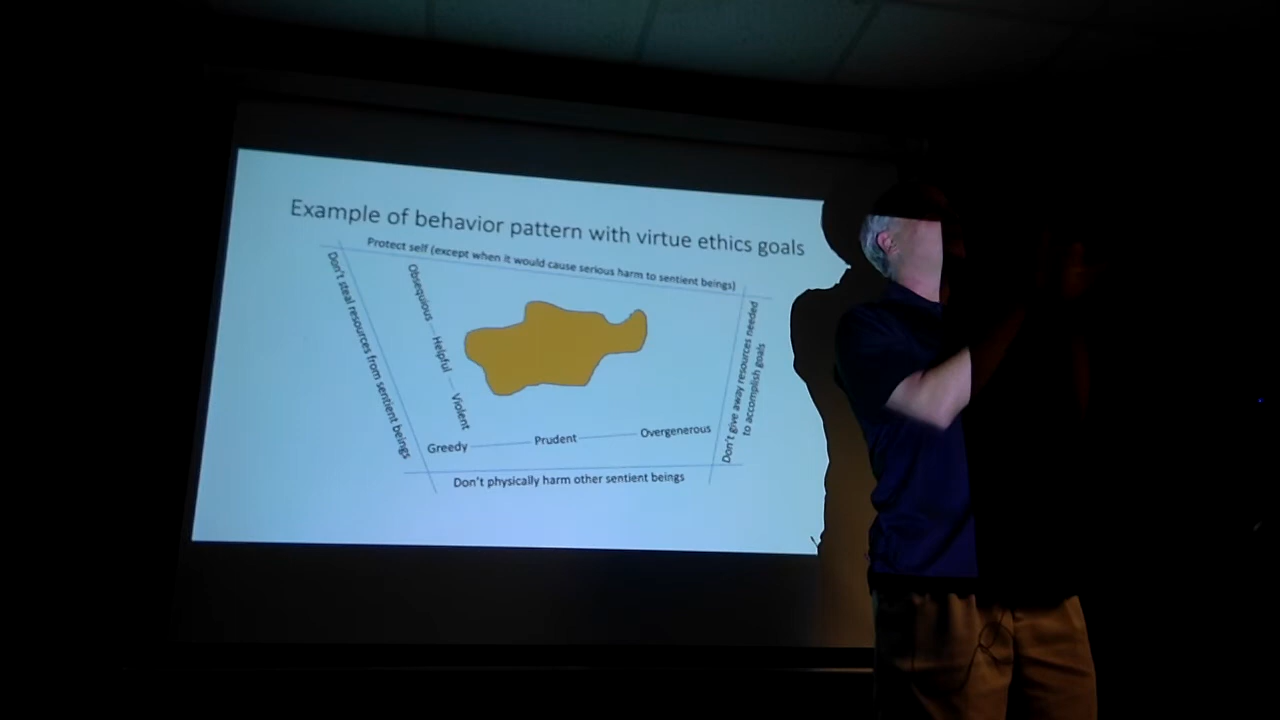 Example of behavior pattern with virtue ethics goals
Protect self (except when it would cause serious harm to sentient beings)
Don't steal resources from sentient beings
Obsequious — Helpful — Violent
Don't give away resources needed
to accomplish goals
Greedy — Prudent — Overgenerous
Don't physically harm other sentient beings